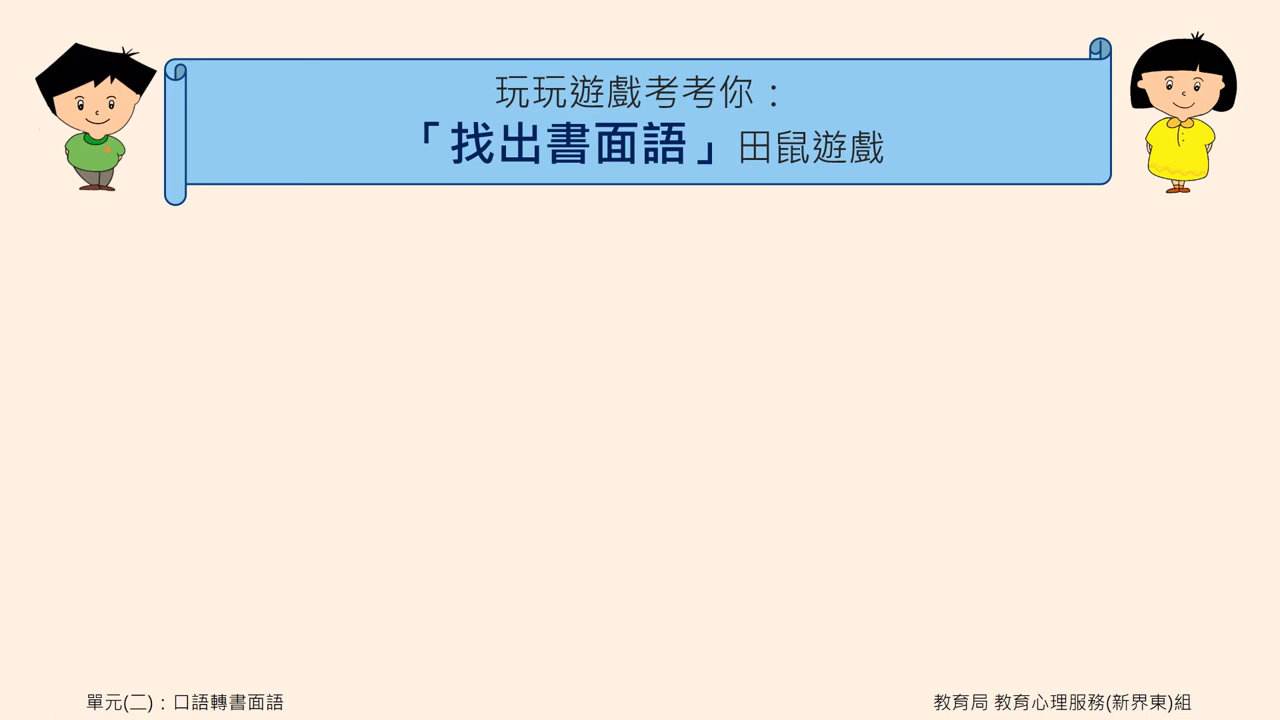 玩玩遊戲考考你：
「找出書面語」田鼠遊戲
單元(二)：口語轉書面語
教育局 教育心理服務(新界東)組